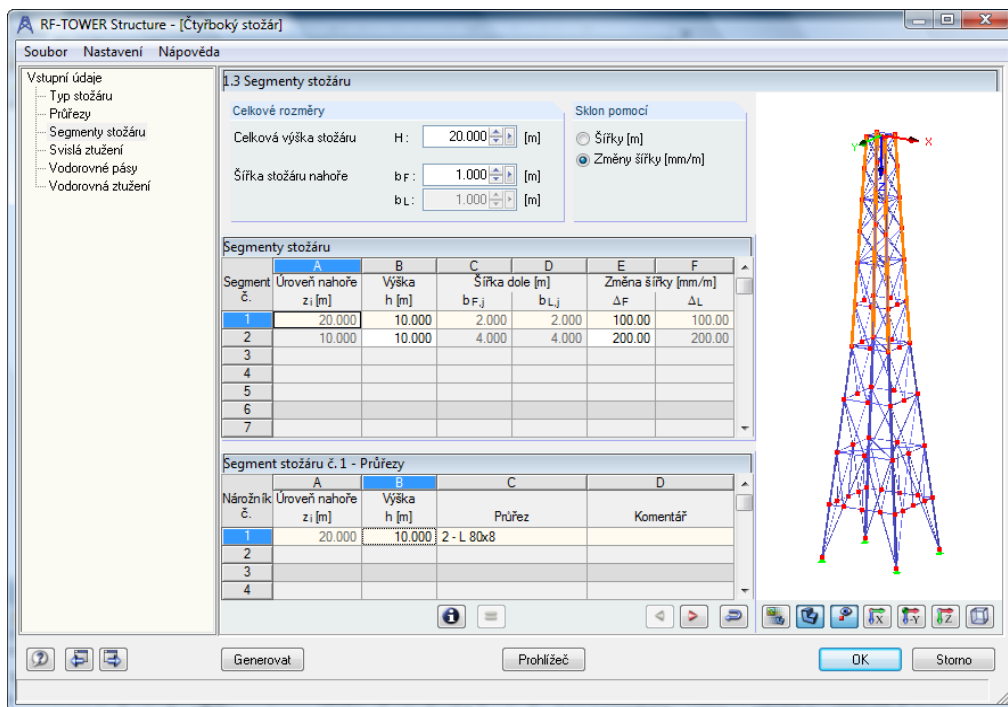 RF-TOWER Structure - [Čtyřboký stožár]
Soubor Nastavení Nápověda
Vstupní údaje
Typ stožáru
Průřezy
Segmenty stožáru
Svislá ztužení
Vodorovné pásy
Vodorovná ztužení
1.3 Segmenty stožáru
Celkové rozměry
Celková výška stožáru H: 20.000 [m]
Šířka stožáru nahoře bF: 1.000 [m]
bL: 1.000 [m]
Sklon pomocí
Šířky [m]
Změny šířky [mm/m]
Segmenty stožáru
A B C D E F
Segment Úroveň nahoře Výška Šířka dole [m] Změna šířky [mm/m]
č. zi [m] h [m] bF,j bL,j ΔF ΔL
1 20.000 10.000 2.000 2.000 100.00 100.00
2 10.000 10.000 4.000 4.000 200.00 200.00
3
4
5
6
7
Segment stožáru č. 1 - Průřezy
A B C D
Nárožník Úroveň nahoře Výška
č. zi [m] h [m] Průřez Komentář
1 20.000 10.000 2 - L 80x8
2
3
4
X
Y
Z
X -Y Z
Generovat Prohlížeč OK Storno